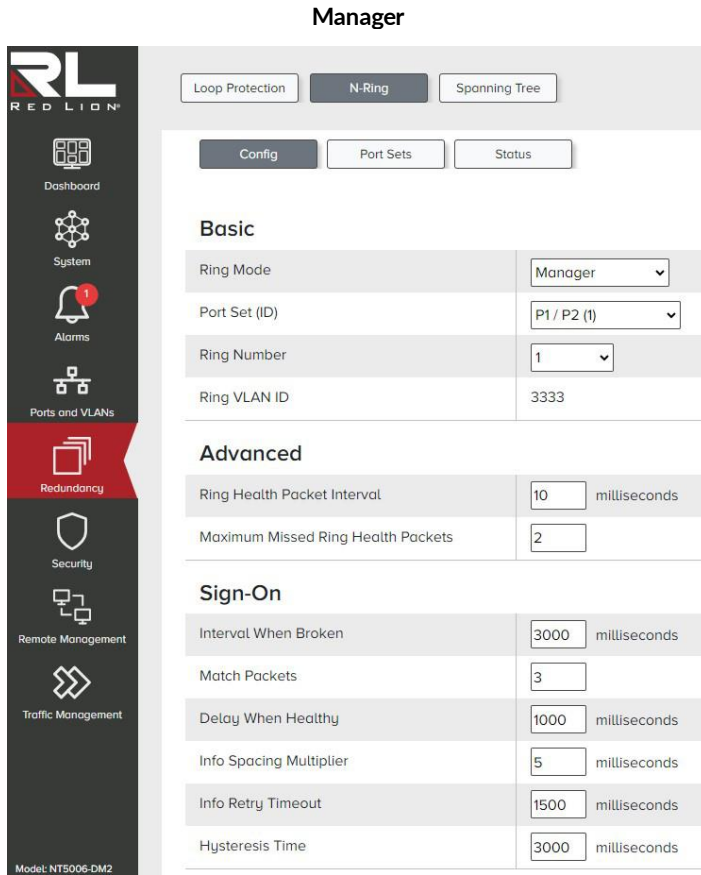 Manager
RL
RED LION®
Loop Protection
N-Ring
Spanning Tree
Config
Port Sets
Status
Dashboard
System
1
Alarms
Ports and VLANs
Redundancy
Security
Remote Management
Traffic Management
Model: NT5006-DM2
Basic
Ring Mode Manager
Port Set (ID) P1 / P2 (1)
Ring Number 1
Ring VLAN ID 3333
Advanced
Ring Health Packet Interval 10 milliseconds
Maximum Missed Ring Health Packets 2
Sign-On
Interval When Broken 3000 milliseconds
Match Packets 3
Delay When Healthy 1000 milliseconds
Info Spacing Multiplier 5 milliseconds
Info Retry Timeout 1500 milliseconds
Hysteresis Time 3000 milliseconds